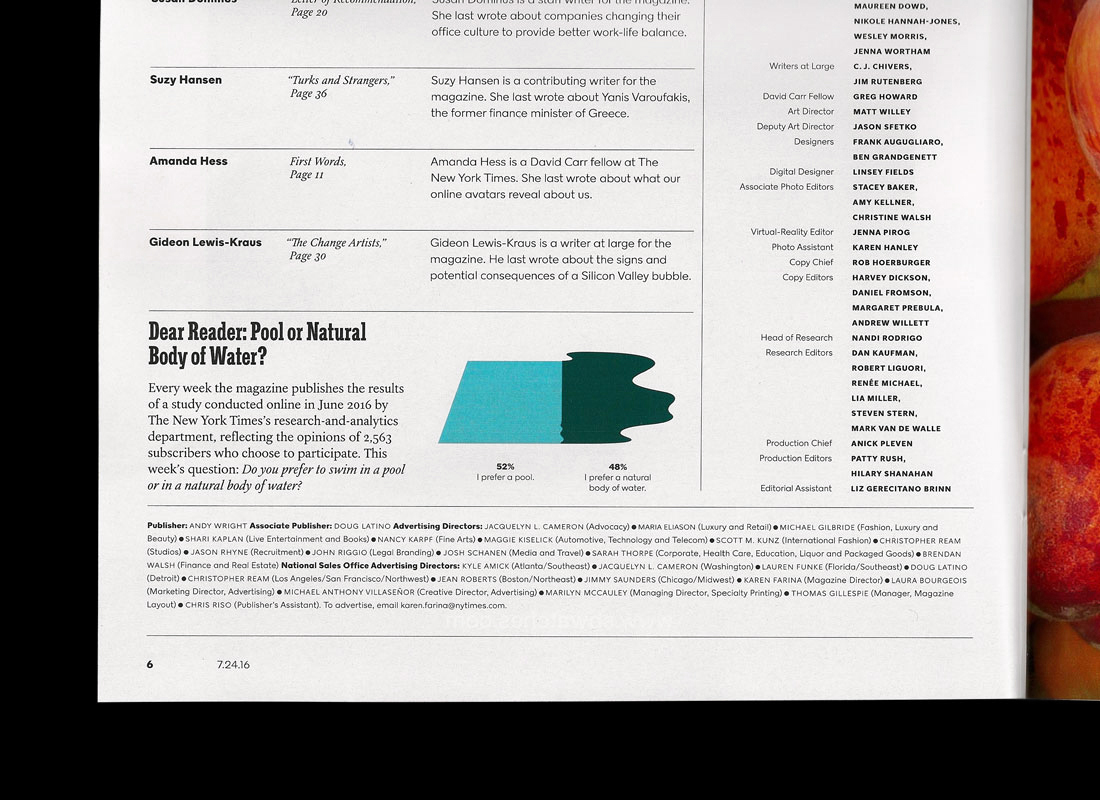 Susan Dominus
Letter of Recommendation,
Page 20
Susan Dominus is a staff writer for the magazine.
She last wrote about companies changing their
office culture to provide better work-life balance.
Suzy Hansen
“Turks and Strangers,”
Page 36
Suzy Hansen is a contributing writer for the
magazine. She last wrote about Yanis Varoufakis,
the former finance minister of Greece.
Amanda Hess
First Words,
Page 11
Amanda Hess is a David Carr fellow at The
New York Times. She last wrote about what our
online avatars reveal about us.
Gideon Lewis-Kraus
“The Change Artists,”
Page 30
Gideon Lewis-Kraus is a writer at large for the
magazine. He last wrote about the signs and
potential consequences of a Silicon Valley bubble.
Dear Reader: Pool or Natural
Body of Water?
Every week the magazine publishes the results
of a study conducted online in June 2016 by
The New York Times’s research-and-analytics
department, reflecting the opinions of 2,563
subscribers who choose to participate. This
week’s question: Do you prefer to swim in a pool
or in a natural body of water?
52%
I prefer a pool.
48%
I prefer a natural
body of water.
MAUREEN DOWD,
NIKOLE HANNAH-JONES,
WESLEY MORRIS,
JENNA WORTHAM
Writers at Large C. J. CHIVERS,
JIM RUTENBERG
David Carr Fellow GREG HOWARD
Art Director MATT WILLEY
Deputy Art Director JASON SFETKO
Designers FRANK AUGUGLIARO,
BEN GRANDGENETT
Digital Designer LINSEY FIELDS
Associate Photo Editors STACEY BAKER,
AMY KELLNER,
CHRISTINE WALSH
Virtual-Reality Editor JENNA PIROG
Photo Assistant KAREN HANLEY
Copy Chief ROB HOERBURGER
Copy Editors HARVEY DICKSON,
DANIEL FROMSON,
MARGARET PREBULA,
ANDREW WILLETT
Head of Research NANDI RODRIGO
Research Editors DAN KAUFMAN,
ROBERT LIGUORI,
RENÉE MICHAEL,
LIA MILLER,
STEVEN STERN,
MARK VAN DE WALLE
Production Chief ANICK PLEVEN
Production Editors PATTY RUSH,
HILARY SHANAHAN
Editorial Assistant LIZ GERECITANO BRINN
Publisher: ANDY WRIGHT Associate Publisher: DOUG LATINO Advertising Directors: JACQUELYN L. CAMERON (Advocacy) ● MARIA ELIASON (Luxury and Retail) ● MICHAEL GILBRIDE (Fashion, Luxury and
Beauty) ● SHARI KAPLAN (Live Entertainment and Books) ● NANCY KARPF (Fine Arts) ● MAGGIE KISELICK (Automotive, Technology and Telecom) ● SCOTT M. KUNZ (International Fashion) ● CHRISTOPHER REAM
(Studios) ● JASON RHYNE (Recruitment) ● JOHN RIGGIO (Legal Branding) ● JOSH SCHANEN (Media and Travel) ● SARAH THORPE (Corporate, Health Care, Education, Liquor and Packaged Goods) ● BRENDAN
WALSH (Finance and Real Estate) National Sales Office Advertising Directors: KYLE AMICK (Atlanta/Southeast) ● JACQUELYN L. CAMERON (Washington) ● LAUREN FUNKE (Florida/Southeast) ● DOUG LATINO
(Detroit) ● CHRISTOPHER REAM (Los Angeles/San Francisco/Northwest) ● JEAN ROBERTS (Boston/Northeast) ● JIMMY SAUNDERS (Chicago/Midwest) ● KAREN FARINA (Magazine Director) ● LAURA BOURGEOIS
(Marketing Director, Advertising) ● MICHAEL ANTHONY VILLASEÑOR (Creative Director, Advertising) ● MARILYN MCCAULEY (Managing Director, Specialty Printing) ● THOMAS GILLESPIE (Manager, Magazine
Layout) ● CHRIS RISO (Publisher’s Assistant). To advertise, email karen.farina@nytimes.com.
6
7.24.16